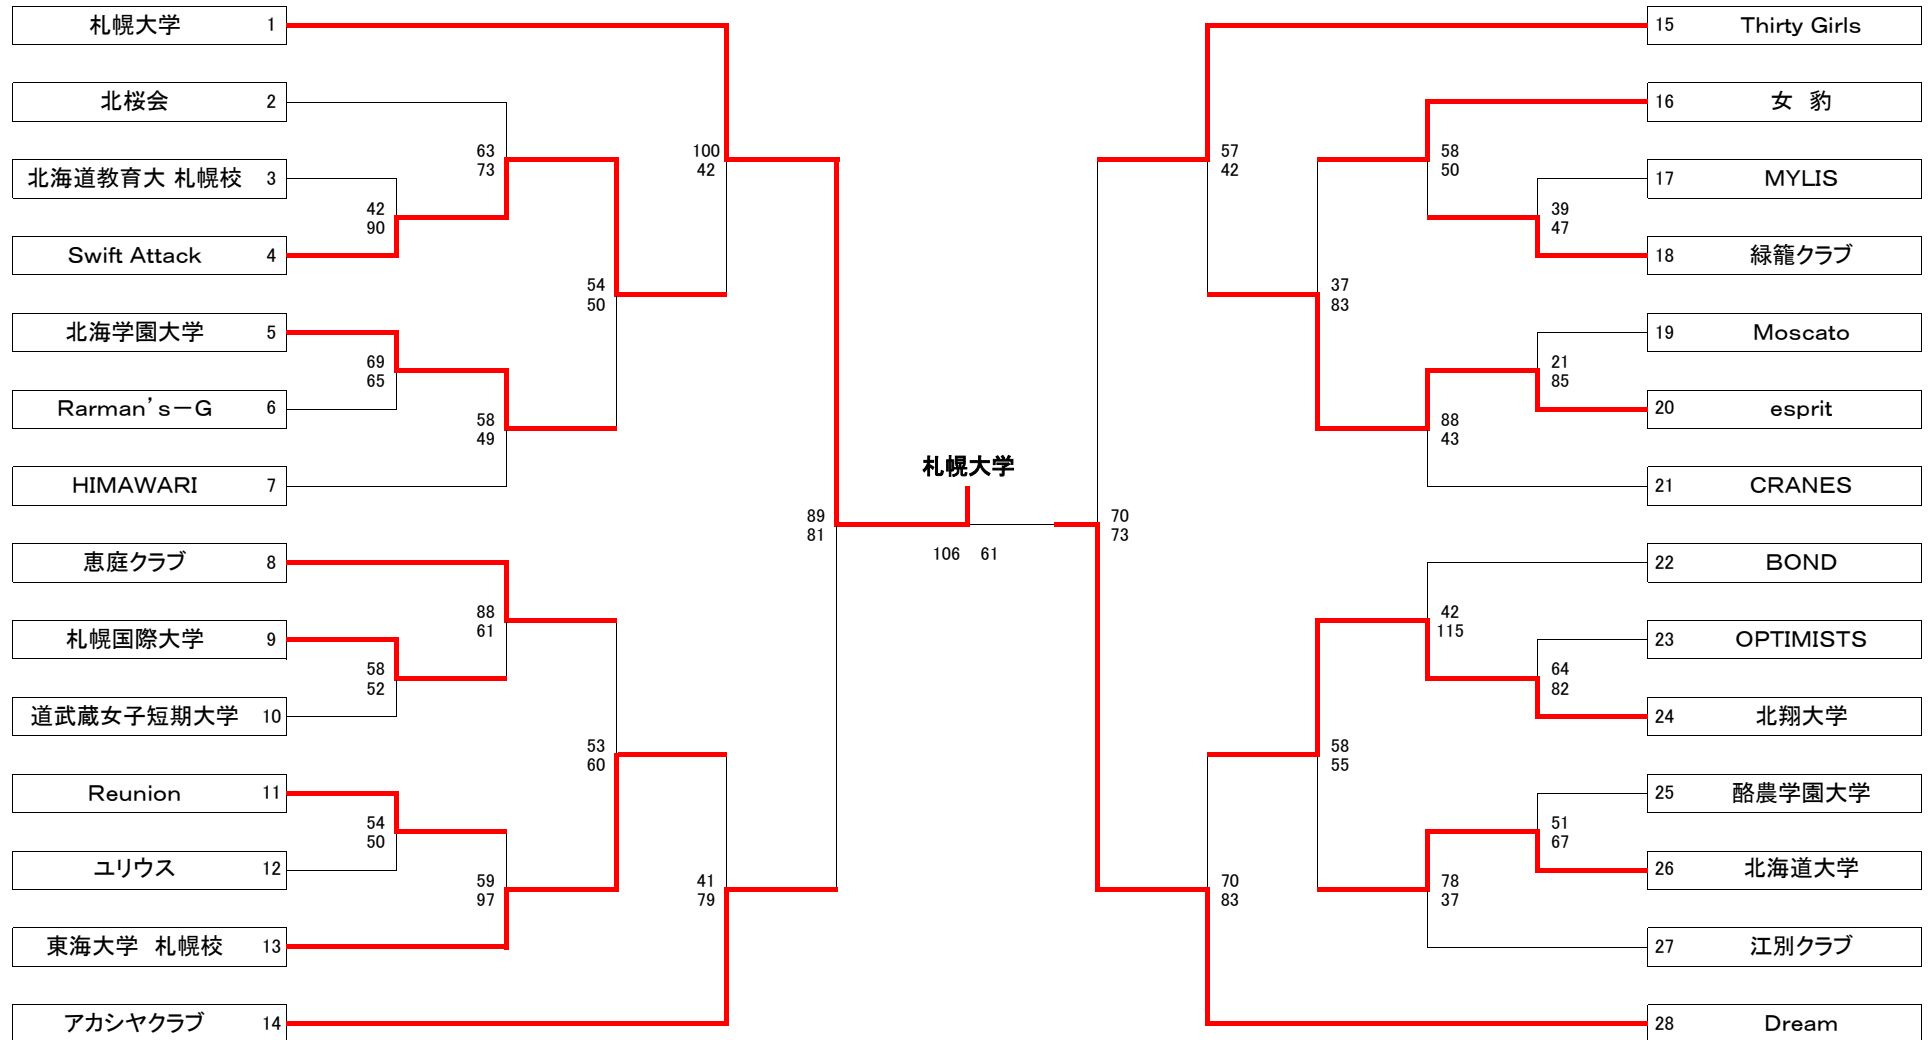 札幌大学 1
北桜会 2
北海道教育大 札幌校 3
Swift Attack 4
北海学園大学 5
Rarman's－G 6
HIMAWARI 7
恵庭クラブ 8
札幌国際大学 9
道武蔵女子短期大学 10
Reunion 11
ユリウス 12
東海大学　札幌校 13
アカシヤクラブ 14
42
90
69
65
58
52
54
50
63
73
58
49
88
61
59
97
54
50
53
60
100
42
41
79
89
81
札幌大学
106 61
70
73
57
42
70
83
37
83
58
55
58
50
88
43
42
115
78
37
39
47
21
85
64
82
51
67
15 Thirty Girls
16 女　豹
17 MYLIS
18 緑籠クラブ
19 Moscato
20 esprit
21 CRANES
22 BOND
23 OPTIMISTS
24 北翔大学
25 酪農学園大学
26 北海道大学
27 江別クラブ
28 Dream